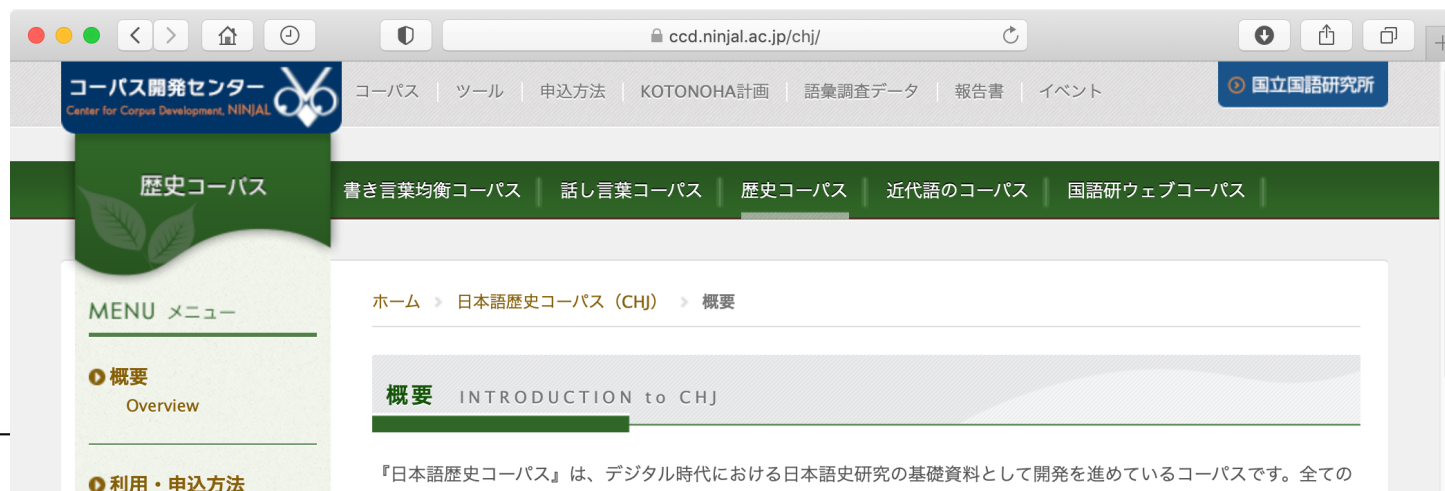 ccd.ninjal.ac.jp/chj/
コーパス開発センター
Center for Corpus Development, NINJAL
コーパス ツール 申込方法 KOTONOHA計画 語彙調査データ 報告書 イベント
国立国語研究所
歴史コーパス
書き言葉均衡コーパス 話し言葉コーパス 歴史コーパス 近代語のコーパス 国語研ウェブコーパス
MENU メニュー
概要
Overview
利用・申込方法
ホーム 日本語歴史コーパス（CHJ） 概要
概要 INTRODUCTION to CHJ
『日本語歴史コーパス』は、デジタル時代における日本語史研究の基礎資料として開発を進めているコーパスです。全ての